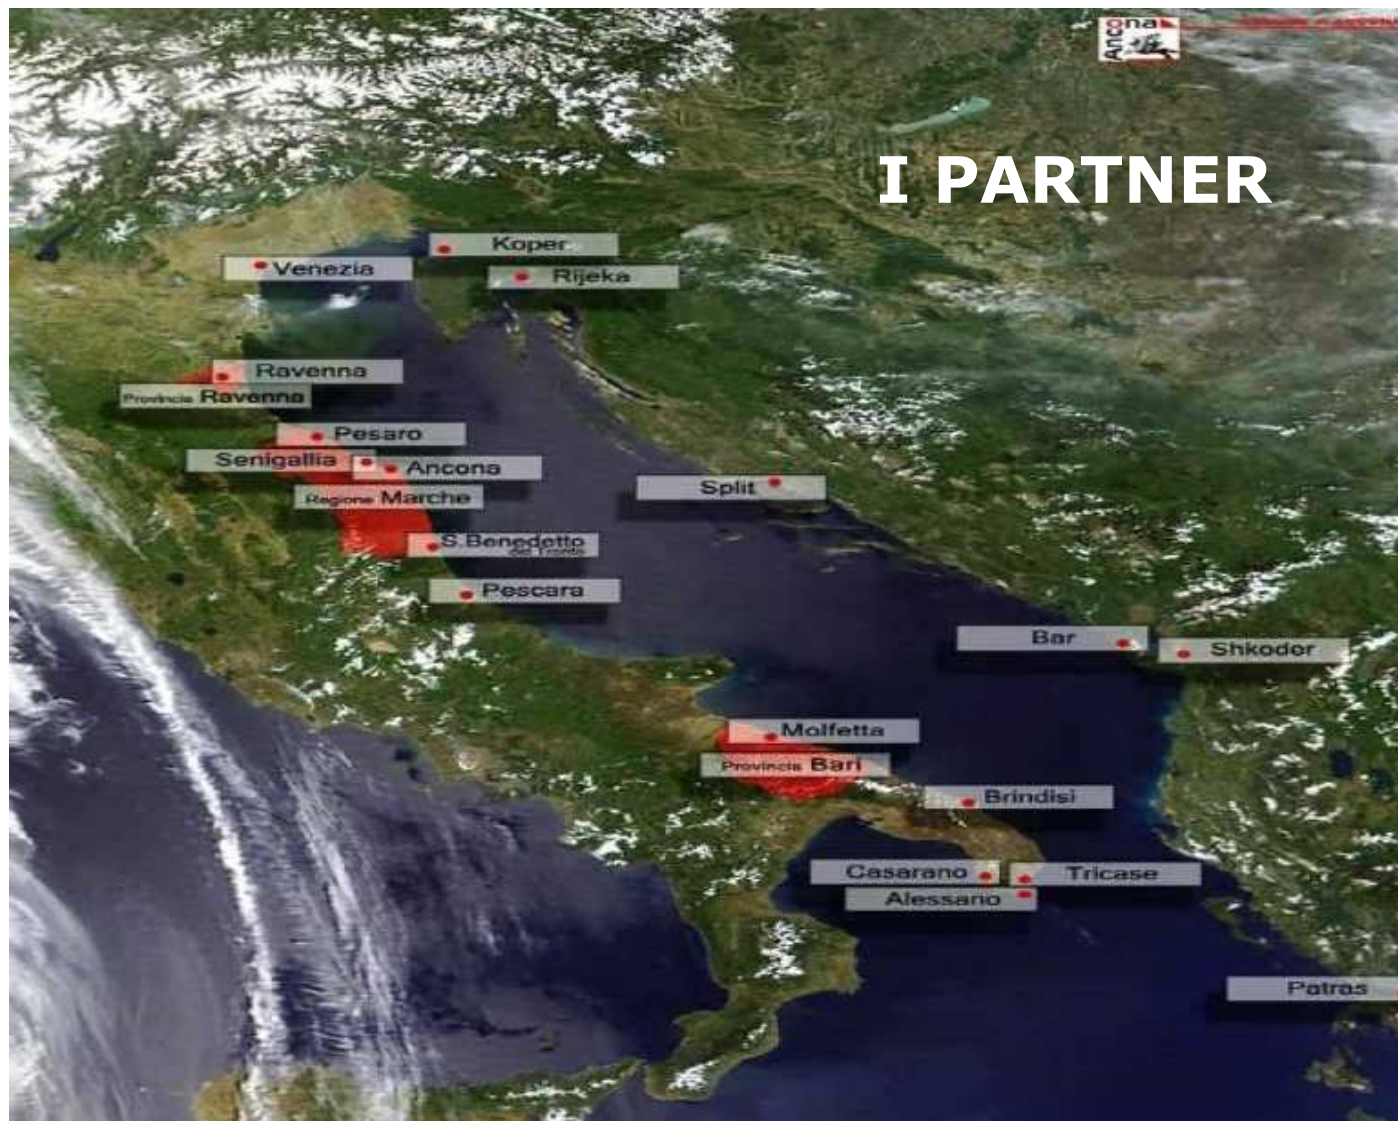 Ancona
I PARTNER
Koper
Venezia
Rijeka
Ravenna
Provincia Ravenna
Pesaro
Senigallia
Ancona
Regione Marche
Split
S.Benedetto
del Tronto
Pescara
Bar
Shkoder
Molfetta
Provincia Bari
Brindisi
Casarano
Tricase
Alessano
Patras